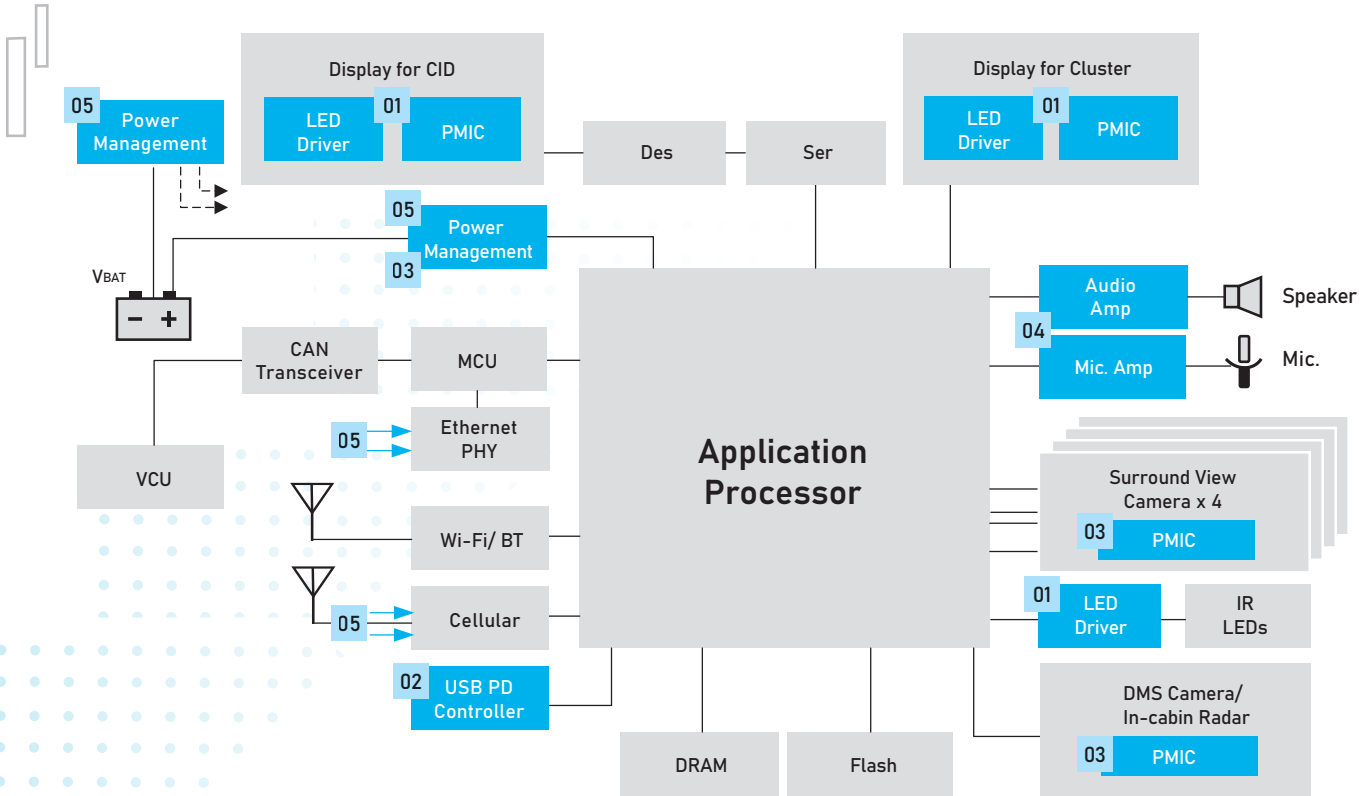 Display for CID
01
LED
Driver
PMIC
Display for Cluster
01
LED
Driver
PMIC
05
Power
Management
Des
Ser
05
Power
Management
03
VBAT
CAN
Transceiver
MCU
Ethernet
PHY
05
VCU
Wi-Fi/ BT
05
Cellular
02
USB PD
Controller
Application
Processor
DRAM
Flash
Audio
Amp
Speaker
04
Mic. Amp
Mic.
Surround View
Camera x 4
03
PMIC
01
LED
Driver
IR
LEDs
DMS Camera/
In-cabin Radar
03
PMIC